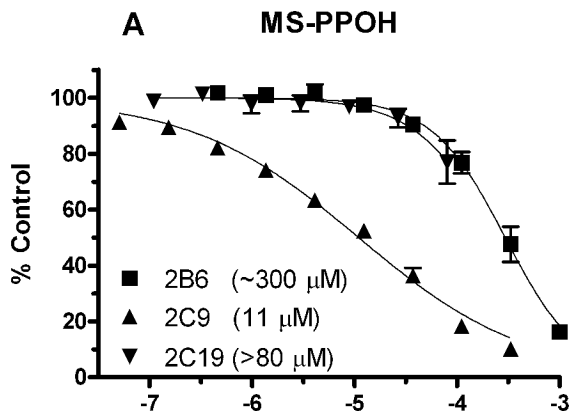 A MS-PPOH
% Control
100
80
60
40
20
0
2B6 (~300 μM)
2C9 (11 μM)
2C19 (>80 μM)
-7 -6 -5 -4 -3